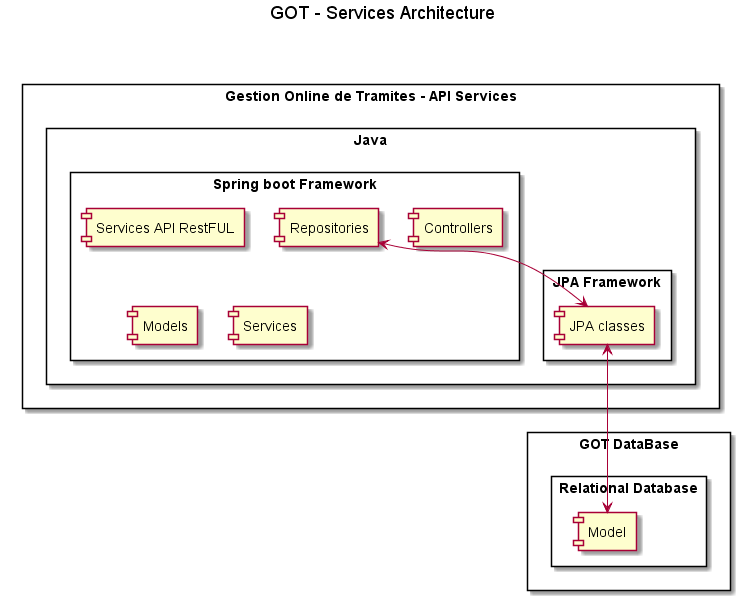 GOT - Services Architecture
Gestion Online de Tramites - API Services
Java
Spring boot Framework
Services API RestFUL
Repositories
Controllers
JPA Framework
Models
Services
JPA classes
GOT DataBase
Relational Database
Model